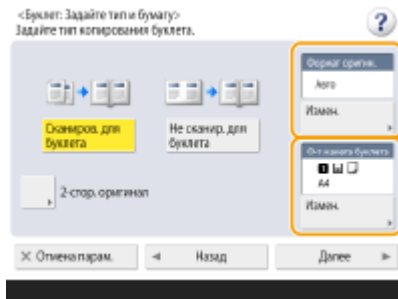 <Буклет: Задайте тип и бумагу>
Задайте тип копирования буклета.
?
Формат оригин.
Авто
Измен.
Сканиров. для
буклета
Не сканир. для
буклета
1
A4
Измен.
2-стор. оригинал
× Отмена парам.
Назад
Далее